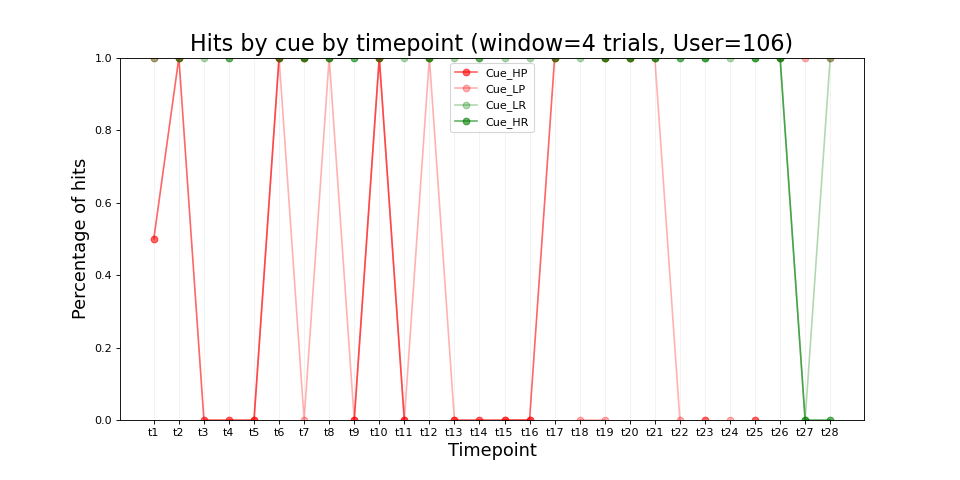 Hits by cue by timepoint (window=4 trials, User=106)
Percentage of hits
1.0
0.8
0.6
0.4
0.2
0.0
Cue_HP
Cue_LP
Cue_LR
Cue_HR
t1 t2 t3 t4 t5 t6 t7 t8 t9 t10 t11 t12 t13 t14 t15 t16 t17 t18 t19 t20 t21 t22 t23 t24 t25 t26 t27 t28
Timepoint